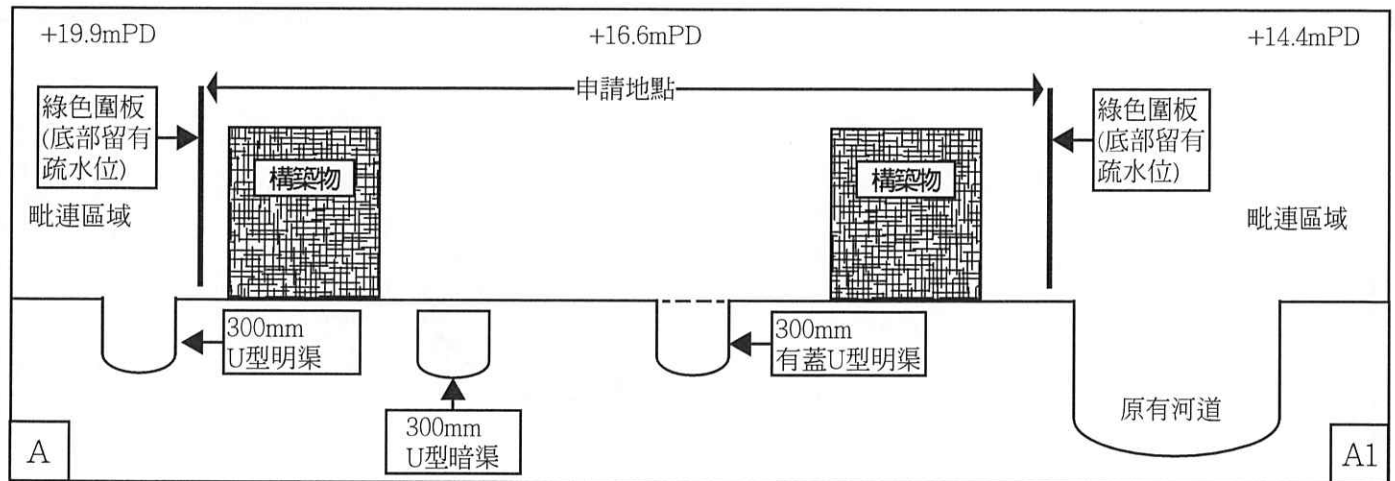 +19.9mPD
+16.6mPD
+14.4mPD
申請地點
綠色圍板
(底部留有
疏水位)
綠色圍板
(底部留有
疏水位)
構築物
構築物
毗連區域
毗連區域
300mm
U型明渠
300mm
有蓋U型明渠
300mm
U型暗渠
原有河道
A
A1